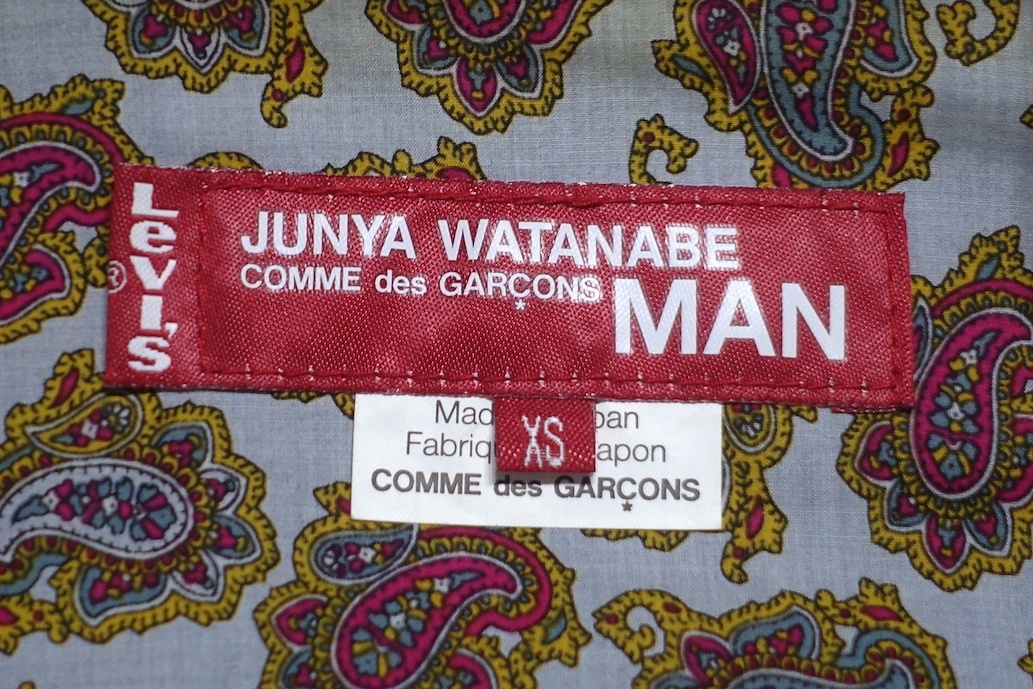 Levi's
®
JUNYA WATANABE
COMME des GARÇONS
MAN
XS
COMME des GARÇONS
*